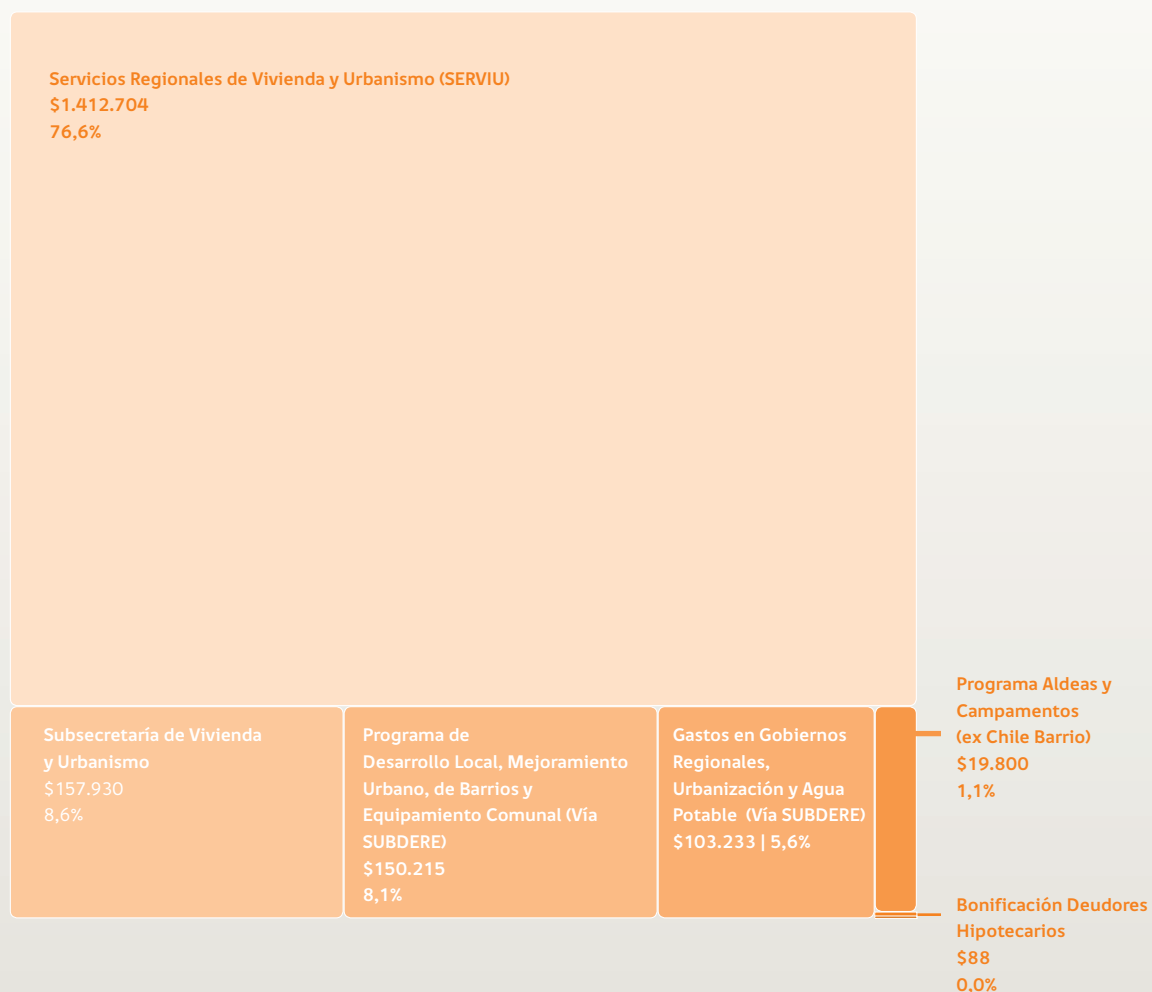 Servicios Regionales de Vivienda y Urbanismo (SERVIU)
$1.412.704
76,6%
Subsecretaría de Vivienda
y Urbanismo
$157.930
8,6%
Programa de
Desarrollo Local, Mejoramiento
Urbano, de Barrios y
Equipamiento Comunal (Vía
SUBDERE)
$150.215
8,1%
Gastos en Gobiernos
Regionales,
Urbanización y Agua
Potable  (Vía SUBDERE)
$103.233 | 5,6%
Programa Aldeas y
Campamentos
(ex Chile Barrio)
$19.800
1,1%
Bonificación Deudores
Hipotecarios
$88
0,0%